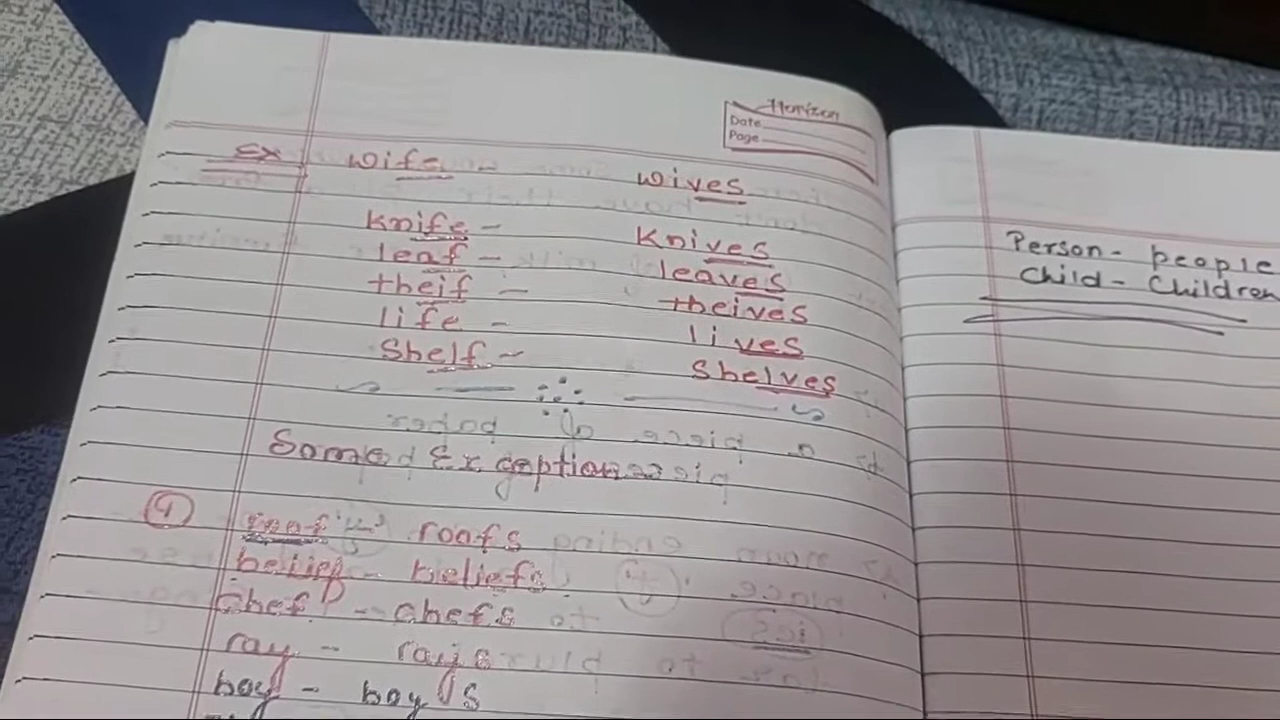 Horizon
Date
Page
Ex wife - wives
knife - knives
leaf - leaves
theif - theives
life - lives
Shelf - Shelves
Some Exceptions
roof roofs
belief - beliefs
Chef - Chefs
ray - rays
boy - boys
Person - people
Child - Children